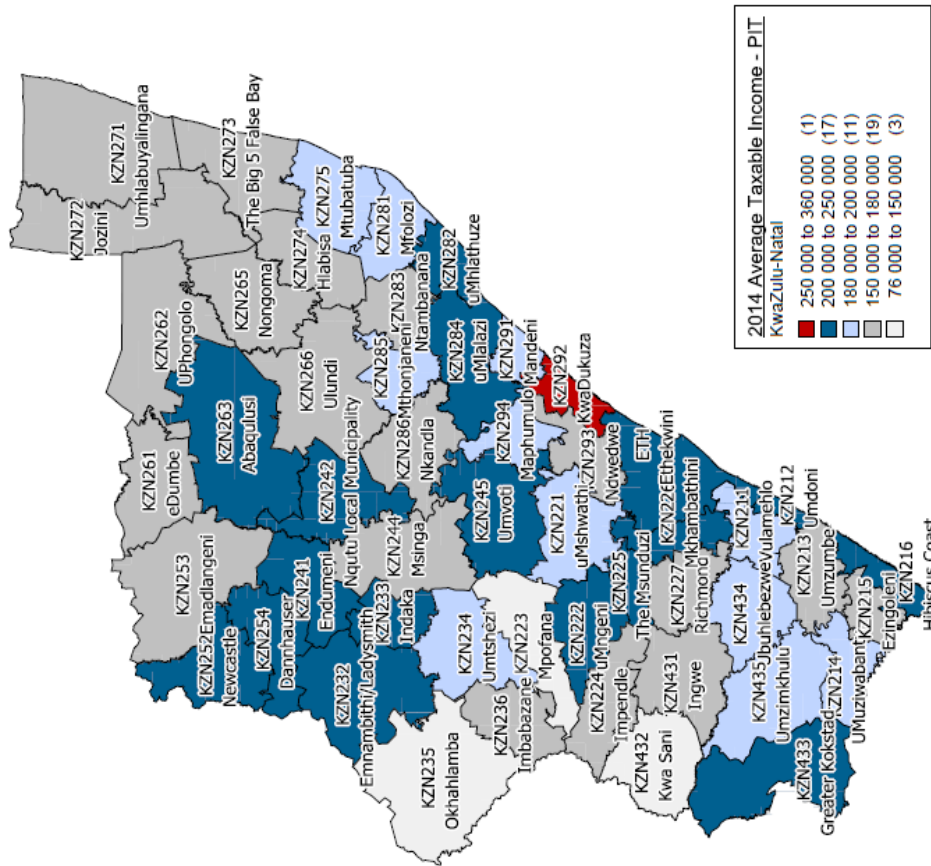 KZN271
Umhlabuyalingana
KZN272
Jozini
KZN273
The Big 5 False Bay
KZN274
Hlabisa
KZN275
Mtubatuba
KZN281
Mfolozi
KZN282
uMhlathuze
KZN283
Ntambanana
KZN265
Nongoma
KZN262
UPhongolo
KZN266
Ulundi
KZN285
Mthonjaneni
KZN284
uMlalazi
KZN291
Mandeni
KZN263
Abaqulusi
KZN261
eDumbe
KZN286
Nkandla
KZN294
Maphumulo
KZN292
KwaDukuza
KZN293
Ndwedwe
KZN242
Nqutu Local Municipality
KZN245
Umvoti
KZN244
Msinga
KZN221
uMshwathi
ETH
Ethekwini
KZN226
Mkhambathini
KZN253
Emadlangeni
KZN252
Newcastle
KZN254
Dannhauser
KZN241
Endumeni
KZN233
Indaka
KZN232
Emnambithi/Ladysmith
KZN234
Umtshezi
KZN223
Mpofana
KZN222
uMngeni
KZN225
The Msunduzi
KZN227
Richmond
KZN211
Vulamehlo
KZN212
Umdoni
KZN213
Umzumbe
KZN434
Ubuhlebezwe
KZN235
Okhahlamba
KZN236
Imbabazane
KZN224
Impendle
KZN431
Ingwe
KZN432
Kwa Sani
KZN435
Umzimkhulu
KZN214
UMuziwabantu
KZN215
Ezingoleni
KZN216
Hibiscus Coast
KZN433
Greater Kokstad
2014 Average Taxable Income - PIT
KwaZulu-Natal
250 000 to 360 000 (1)
200 000 to 250 000 (17)
180 000 to 200 000 (11)
150 000 to 180 000 (19)
76 000 to 150 000 (3)